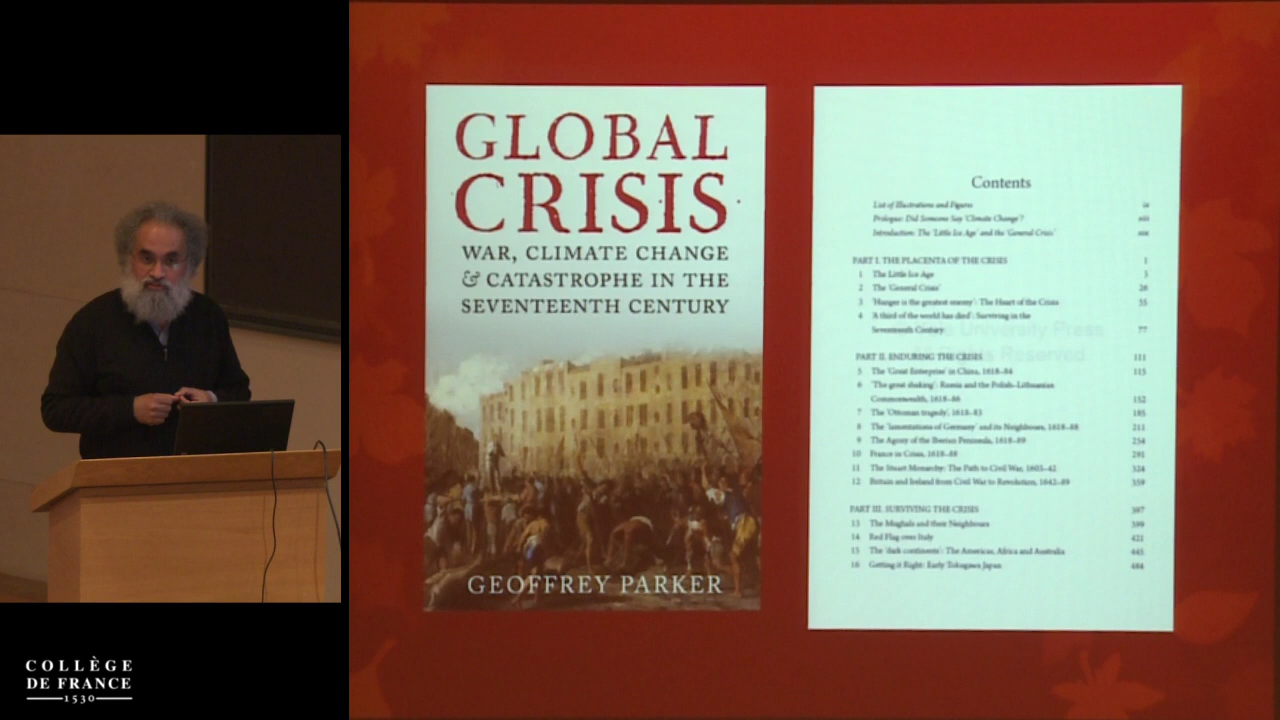 GLOBAL
CRISIS
WAR, CLIMATE CHANGE
& CATASTROPHE IN THE
SEVENTEENTH CENTURY
GEOFFREY PARKER
Contents
List of Illustrations and Figures ix
Prologue: Did Someone Say 'Climate Change'?
Introduction: The 'Little Ice Age' and the 'General Crisis'
PART I. THE PLACENTA OF THE CRISIS 1
1 The Little Ice Age 3
2 The 'General Crisis' 26
3 'Hunger is the greatest enemy': The Heart of the Crisis 55
4 'A third of the world has died': Surviving in the
Seventeenth Century 77
University Press
Reserved
PART II. ENDURING THE CRISIS 111
5 The 'Great Enterprise' in China, 1618–84 115
6 'The great shaking': Russia and the Polish-Lithuanian
Commonwealth, 1618–86 152
7 The 'Ottoman tragedy', 1618–83 185
8 The 'lamentations of Germany' and its Neighbours, 1618–88 211
9 The Agony of the Iberian Peninsula, 1618–89 254
10 France in Crisis, 1618–88 291
11 The Stuart Monarchy: The Path to Civil War, 1603–42 324
12 Britain and Ireland from Civil War to Revolution, 1642–89 359
PART III. SURVIVING THE CRISIS 397
13 The Mughals and their Neighbours 399
14 Red Flag over Italy 421
15 The 'dark continents': The Americas, Africa and Australia 445
16 Getting it Right: Early Tokugawa Japan 484
COLLÈGE
DE FRANCE
1530